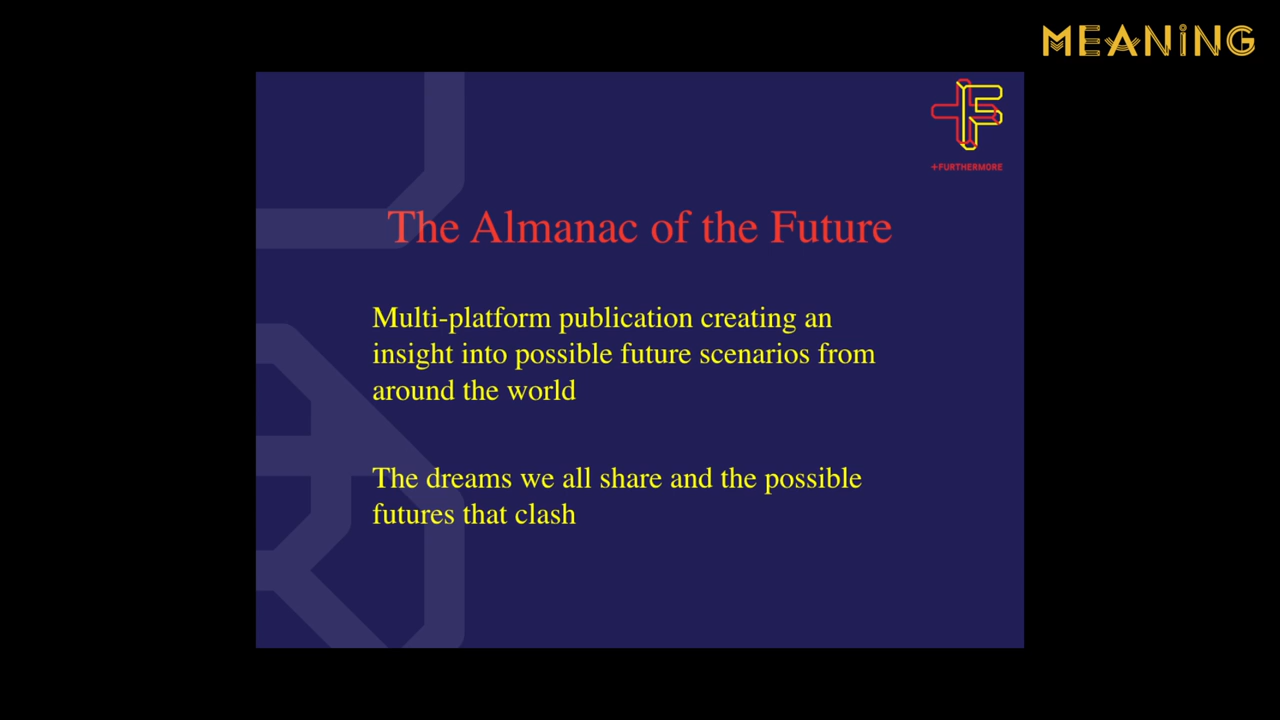 MEANiNG
+FURTHERMORE
The Almanac of the Future
Multi-platform publication creating an
insight into possible future scenarios from
around the world
The dreams we all share and the possible
futures that clash